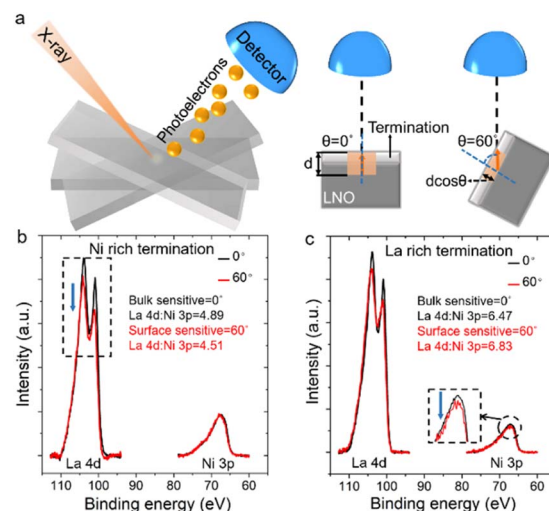 a
X-ray
Photoelectrons
Detector
θ=0°
Termination
d
LNO
θ=60°
dcosθ
b
Ni rich termination
0°
60°
Bulk sensitive=0°
La 4d:Ni 3p=4.89
Surface sensitive=60°
La 4d:Ni 3p=4.51
Intensity (a.u.)
La 4d
Ni 3p
110 100 90 80 70 60
Binding energy (eV)
c
La rich termination
0°
60°
Bulk sensitive=0°
La 4d:Ni 3p=6.47
Surface sensitive=60°
La 4d:Ni 3p=6.83
Intensity (a.u.)
La 4d
Ni 3p
110 100 90 80 70 60
Binding energy (eV)